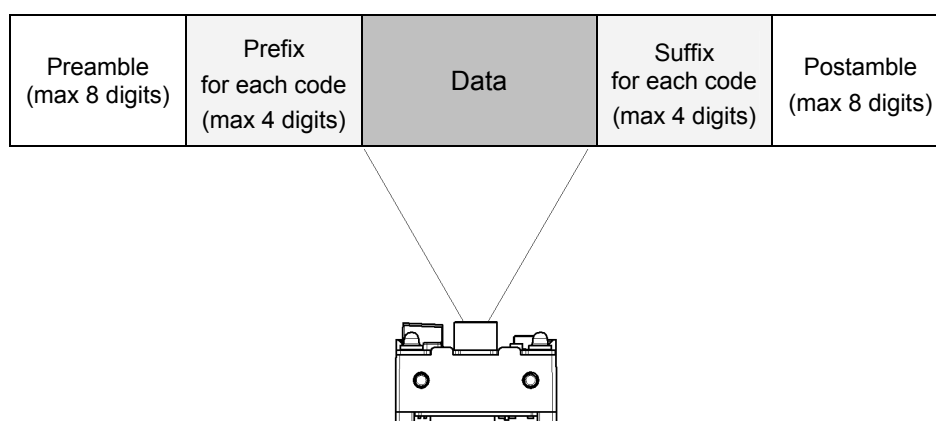 Preamble
(max 8 digits)
Prefix
for each code
(max 4 digits)
Data
Suffix
for each code
(max 4 digits)
Postamble
(max 8 digits)